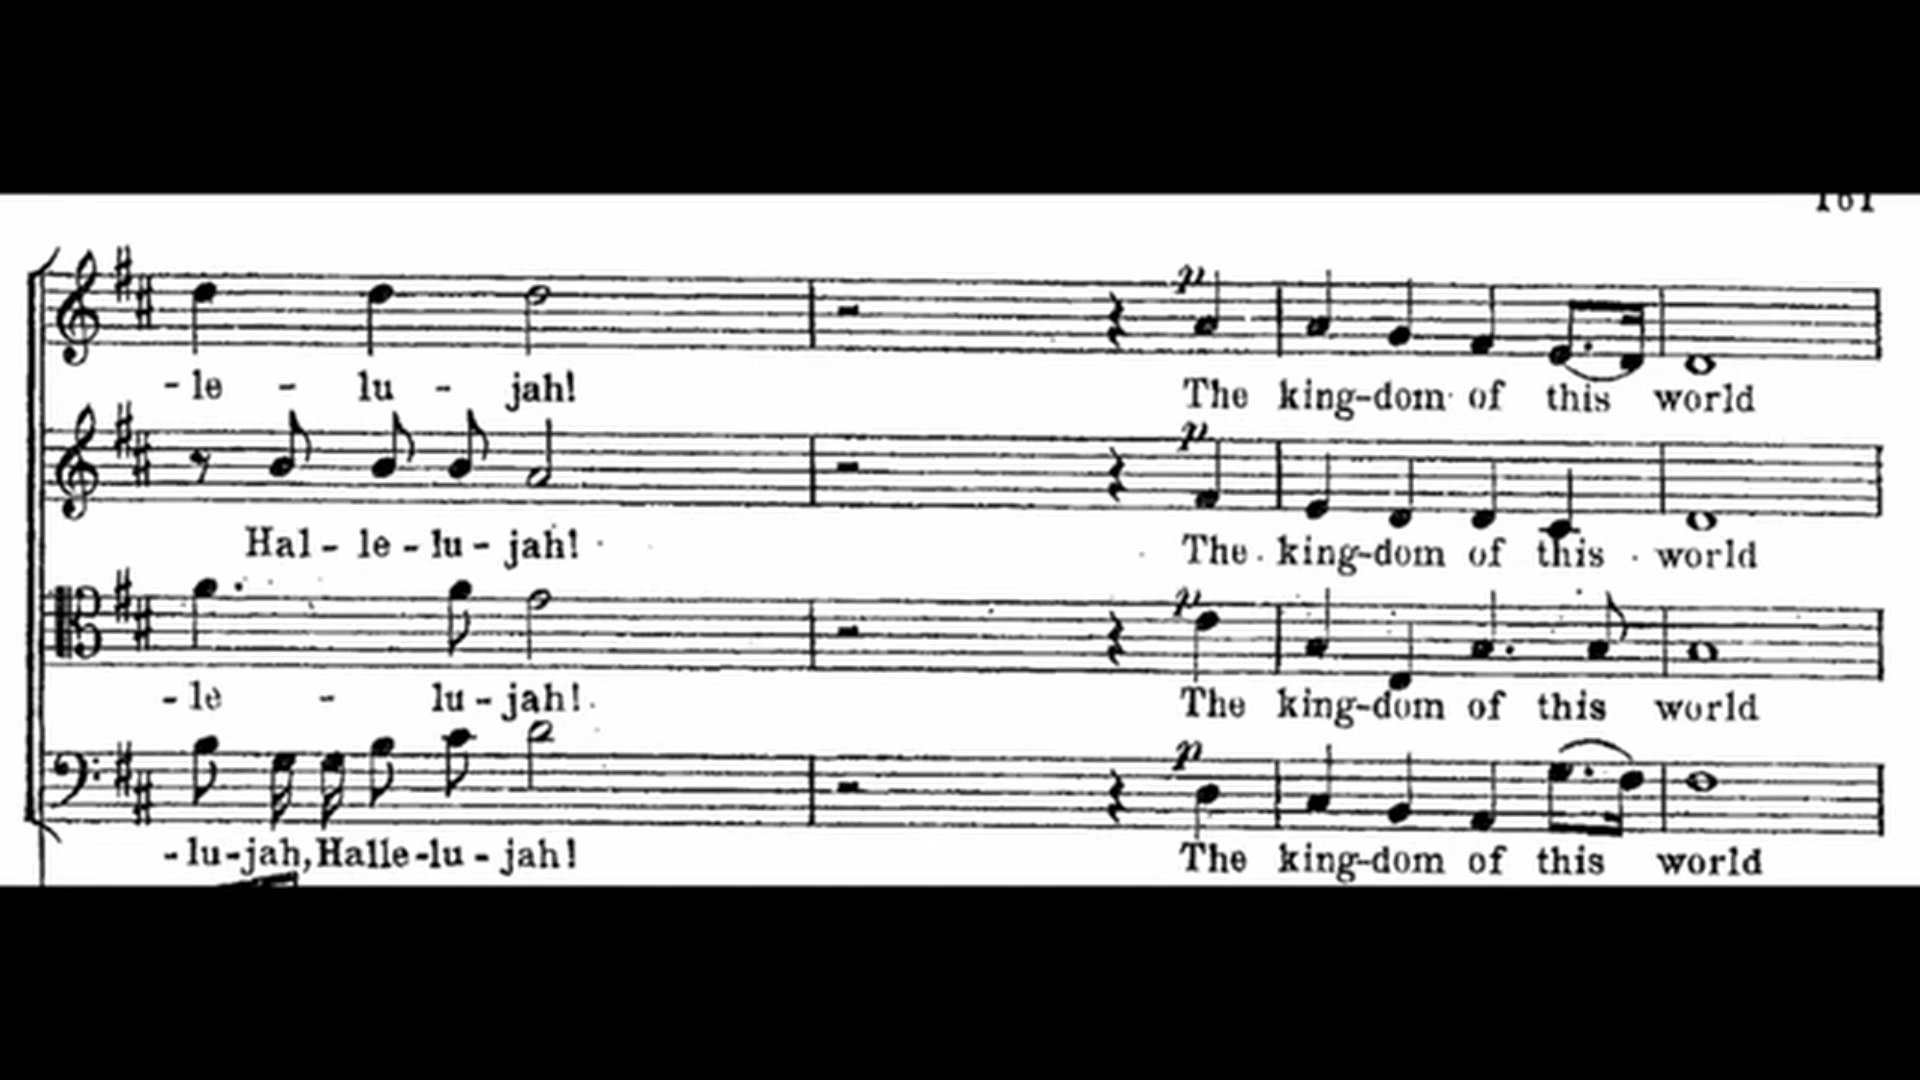 p
-le - lu - jah! The king-dom of this world
p
Hal-le-lu-jah! The king-dom of this world
p
-le - lu-jah! The king-dom of this world
p
-lu-jah, Halle-lu-jah! The king-dom of this world